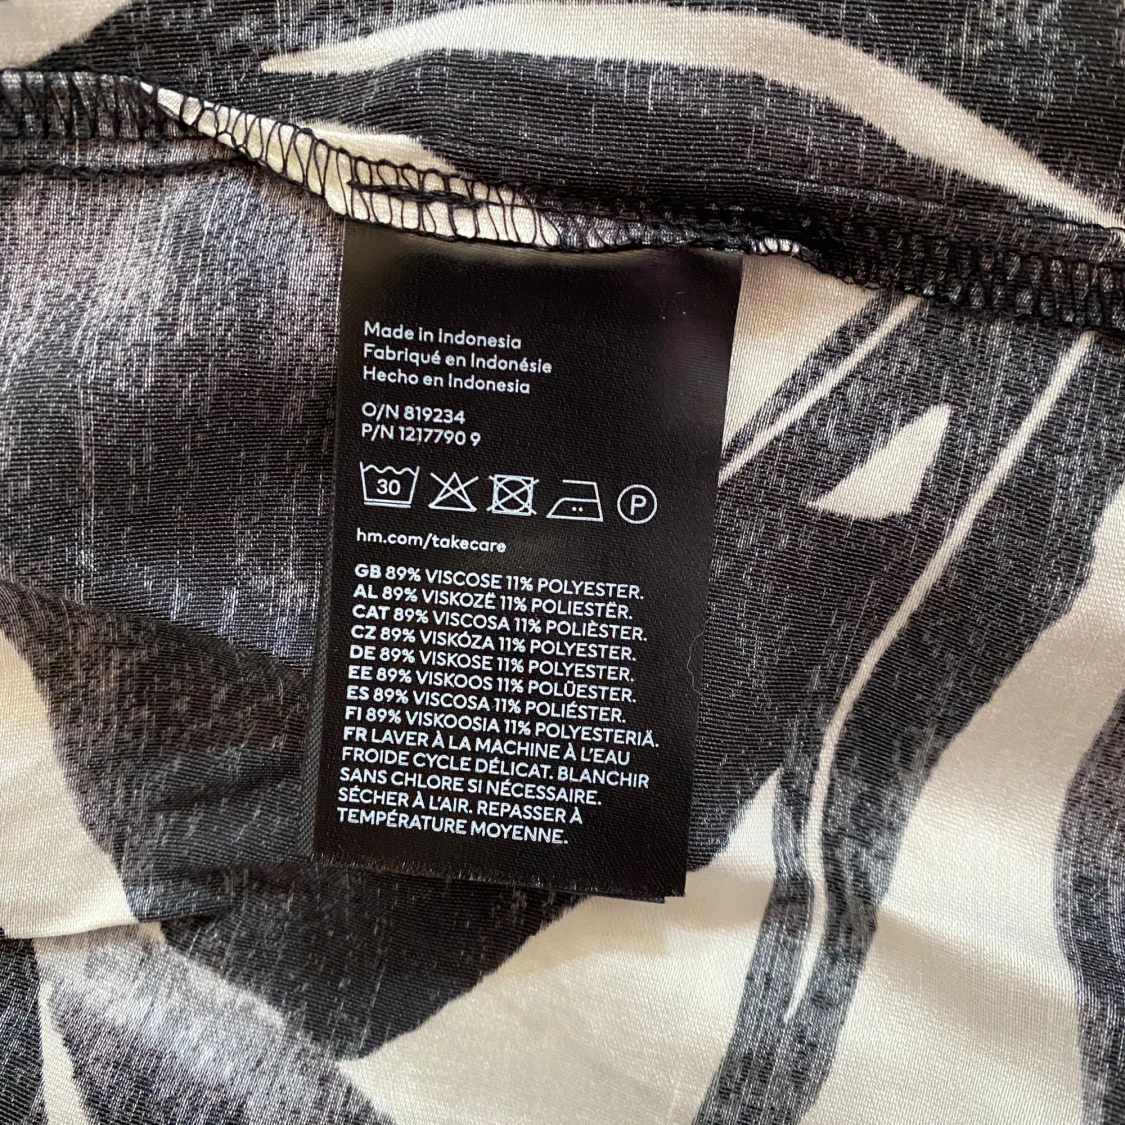 Made in Indonesia
Fabriqué en Indonésie
Hecho en Indonesia
O/N 819234
P/N 1217790 9
30 P
hm.com/takecare
GB 89% VISCOSE 11% POLYESTER.
AL 89% VISKOZË 11% POLIESTËR.
CAT 89% VISCOSA 11% POLIÈSTER.
CZ 89% VISKÓZA 11% POLYESTER.
DE 89% VISKOSE 11% POLYESTER.
EE 89% VISKOOS 11% POLÜESTER.
ES 89% VISCOSA 11% POLIÉSTER.
FI 89% VISKOOSIA 11% POLYESTERIÄ.
FR LAVER À LA MACHINE À L'EAU
FROIDE CYCLE DÉLICAT. BLANCHIR
SANS CHLORE SI NÉCESSAIRE.
SÉCHER À L'AIR. REPASSER À
TEMPÉRATURE MOYENNE.